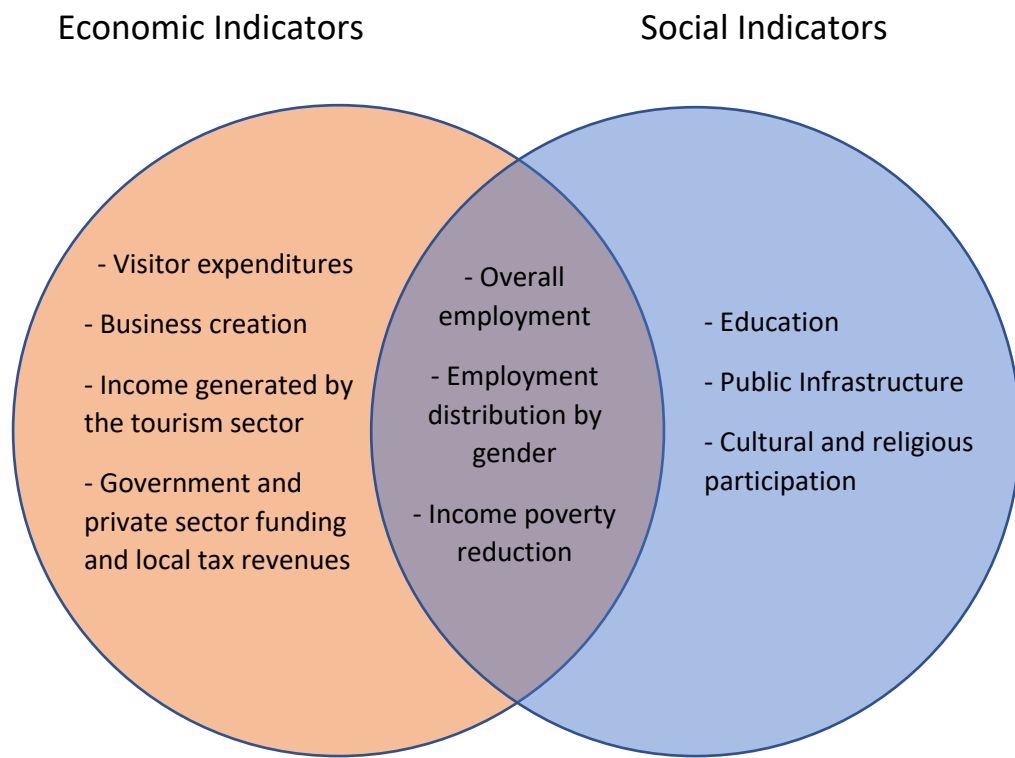 Economic Indicators
Social Indicators
- Visitor expenditures
- Business creation
- Income generated by
the tourism sector
- Government and
private sector funding
and local tax revenues
- Overall
employment
- Employment
distribution by
gender
- Income poverty
reduction
- Education
- Public Infrastructure
- Cultural and religious
participation